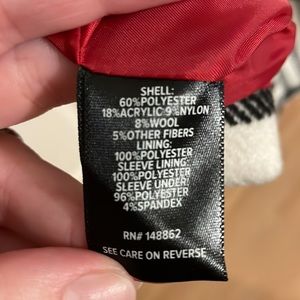 SHELL:
60%POLYESTER
18%ACRYLIC 9%NYLON
8%WOOL
5%OTHER FIBERS
LINING:
100%POLYESTER
SLEEVE LINING:
100%POLYESTER
SLEEVE UNDER:
96%POLYESTER
4%SPANDEX
RN# 148862
SEE CARE ON REVERSE